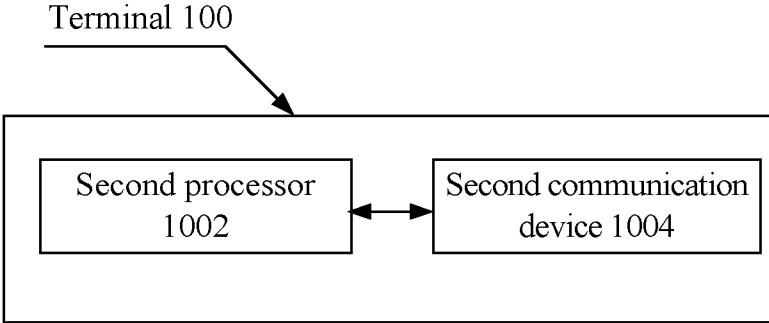 Terminal 100
Second processor
1002
Second communication
device 1004